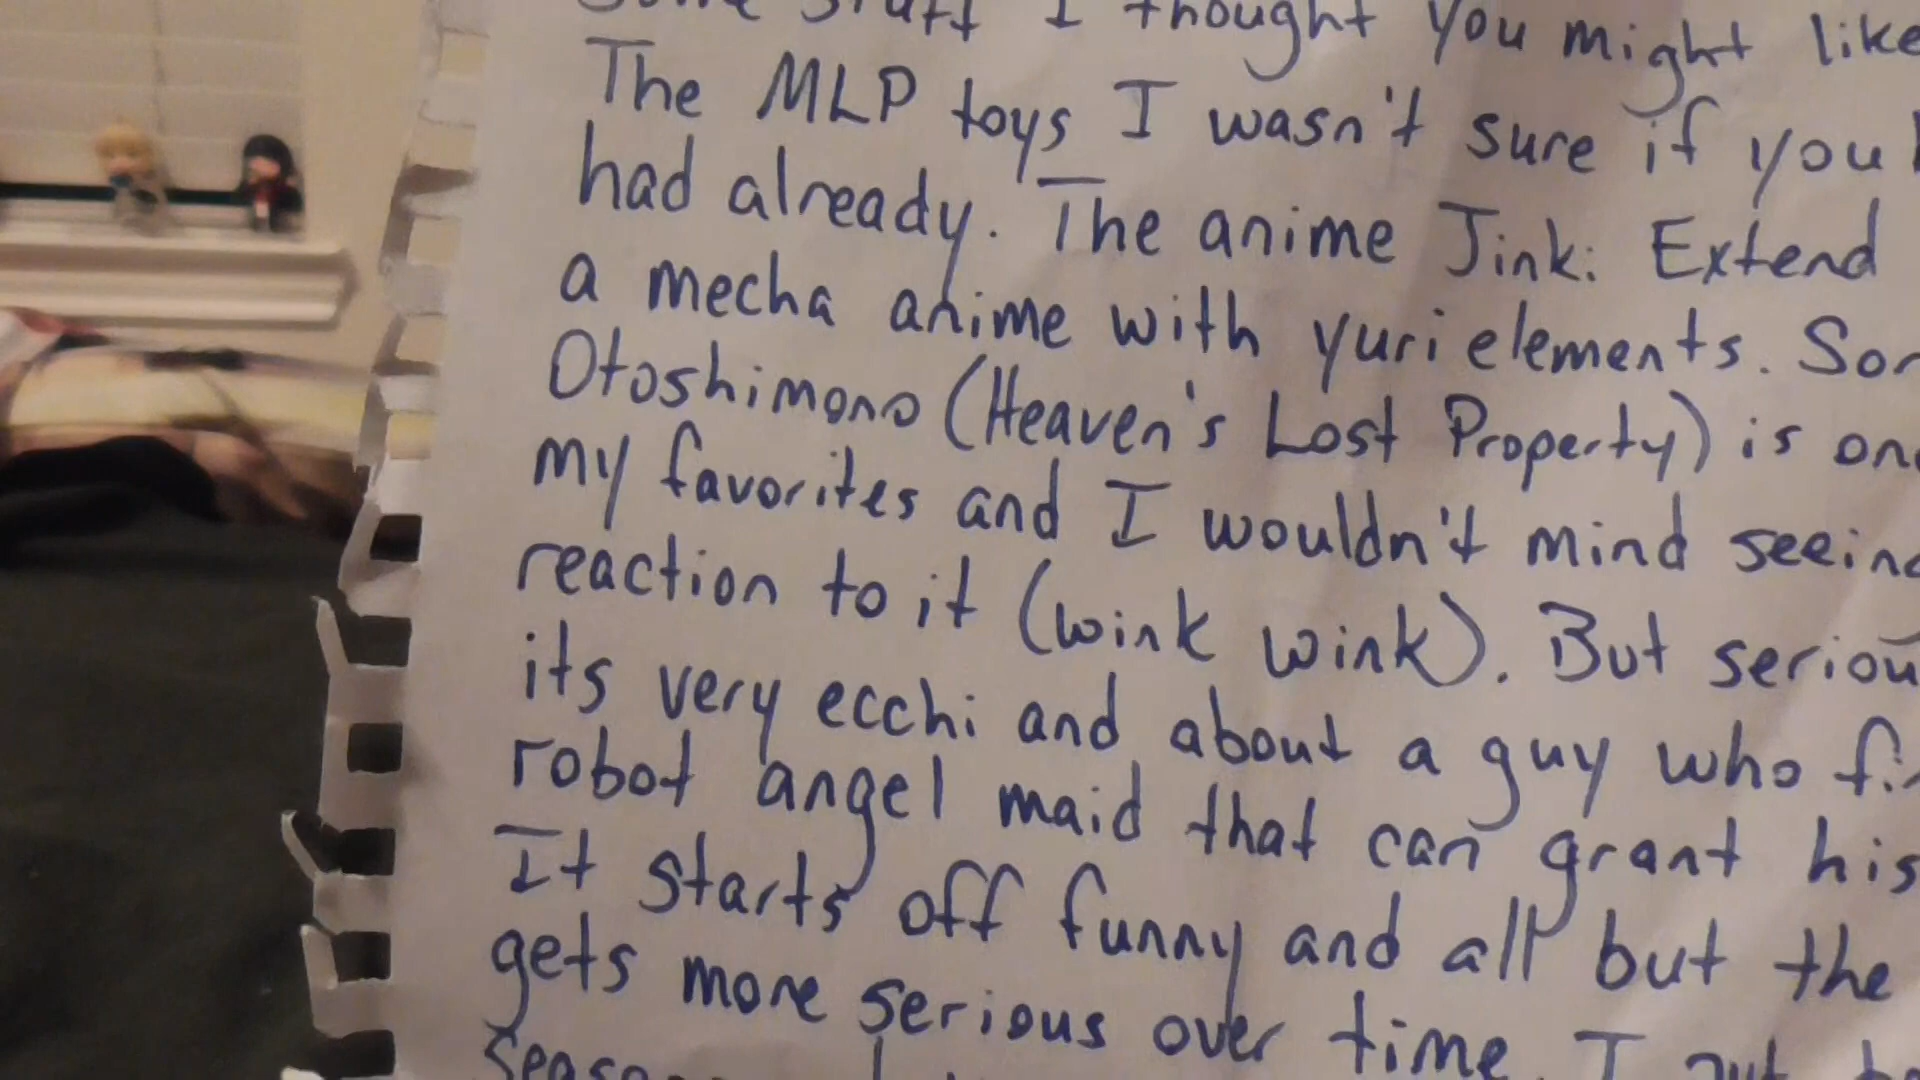 Some stuff I thought you might like
The MLP toys I wasn't sure if you
had already. The anime Jink: Extend
a mecha anime with yuri elements.
Otoshimono (Heaven's Lost Property) is
my favorites and I wouldn't mind
reaction to it (wink wink). But
its very ecchi and about a guy who
robot angel maid that can grant his
It starts off funny and all but the
gets more serious over time. I